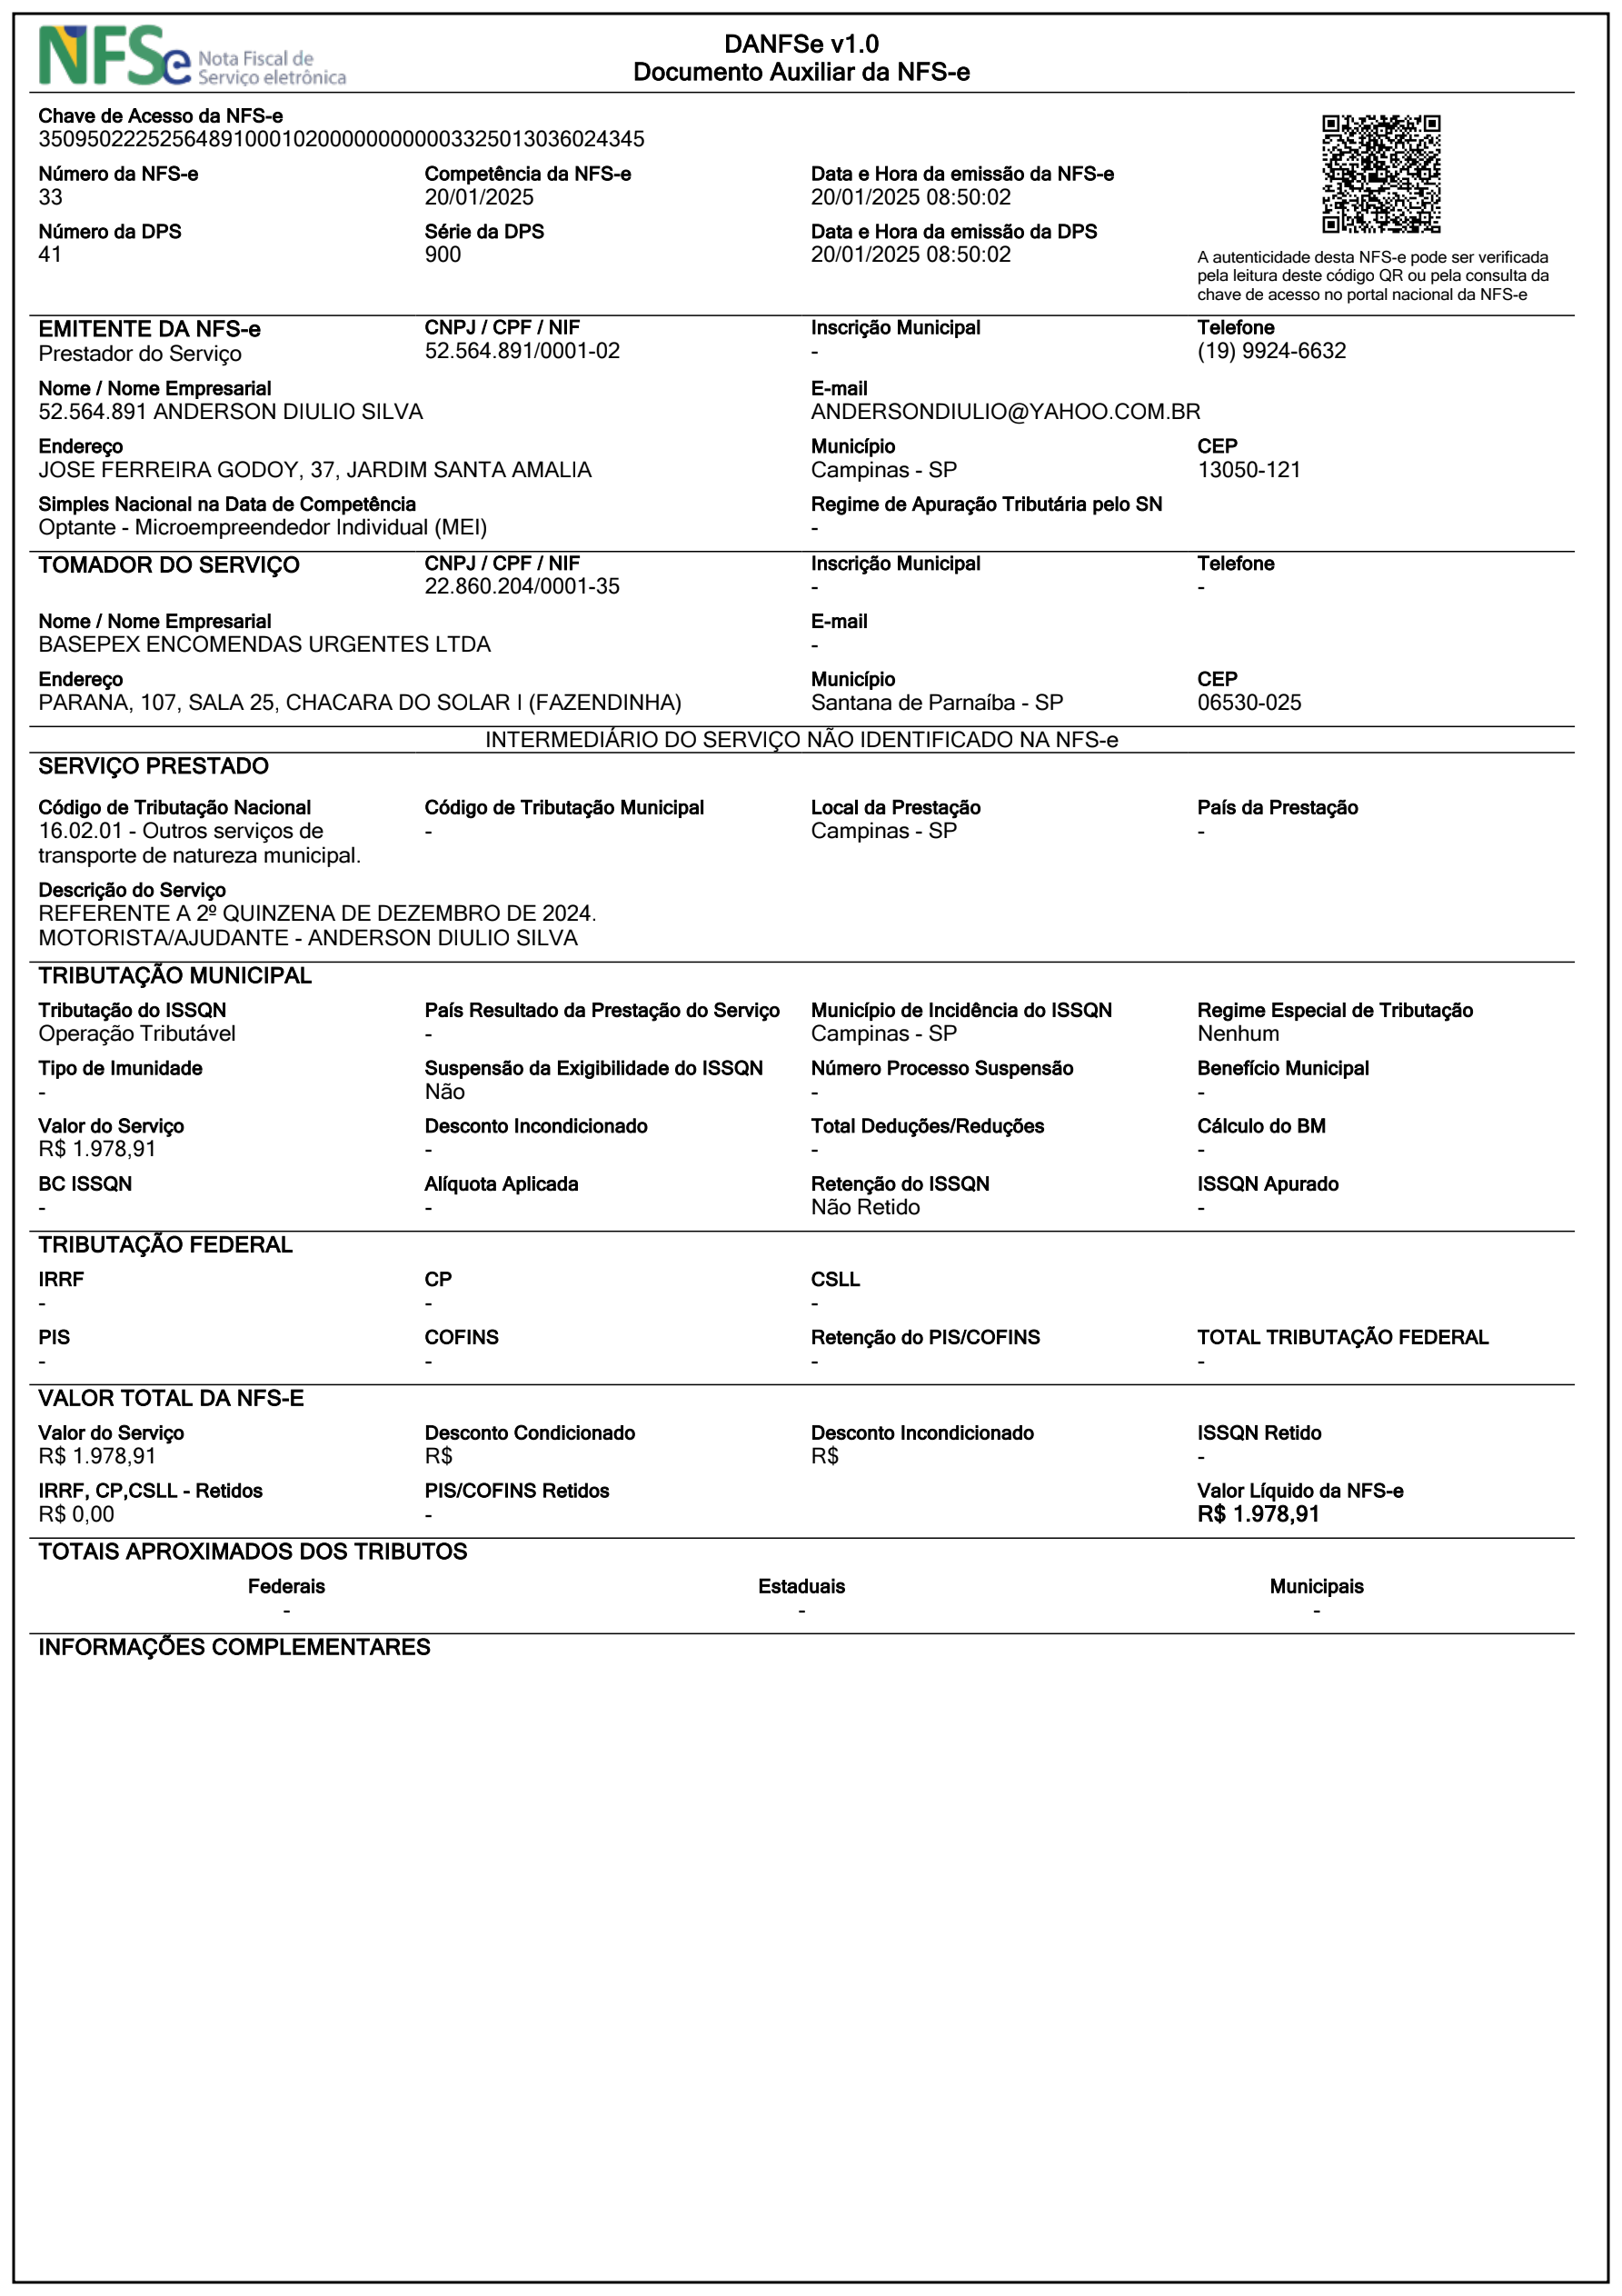 NFSe Nota Fiscal de
Serviço eletrônica
DANFSe v1.0
Documento Auxiliar da NFS-e
Chave de Acesso da NFS-e
35095022252564891000102000000000003325013036024345
Número da NFS-e
33
Competência da NFS-e
20/01/2025
Data e Hora da emissão da NFS-e
20/01/2025 08:50:02
Número da DPS
41
Série da DPS
900
Data e Hora da emissão da DPS
20/01/2025 08:50:02
A autenticidade desta NFS-e pode ser verificada
pela leitura deste código QR ou pela consulta da
chave de acesso no portal nacional da NFS-e
EMITENTE DA NFS-e
Prestador do Serviço
CNPJ / CPF / NIF
52.564.891/0001-02
Inscrição Municipal
-
Telefone
(19) 9924-6632
Nome / Nome Empresarial
52.564.891 ANDERSON DIULIO SILVA
E-mail
ANDERSONDIULIO@YAHOO.COM.BR
Endereço
JOSE FERREIRA GODOY, 37, JARDIM SANTA AMALIA
Município
Campinas - SP
CEP
13050-121
Simples Nacional na Data de Competência
Optante - Microempreendedor Individual (MEI)
Regime de Apuração Tributária pelo SN
-
TOMADOR DO SERVIÇO
CNPJ / CPF / NIF
22.860.204/0001-35
Inscrição Municipal
-
Telefone
-
Nome / Nome Empresarial
BASEPEX ENCOMENDAS URGENTES LTDA
E-mail
-
Endereço
PARANA, 107, SALA 25, CHACARA DO SOLAR I (FAZENDINHA)
Município
Santana de Parnaíba - SP
CEP
06530-025
INTERMEDIÁRIO DO SERVIÇO NÃO IDENTIFICADO NA NFS-e
SERVIÇO PRESTADO
Código de Tributação Nacional
16.02.01 - Outros serviços de
transporte de natureza municipal.
Código de Tributação Municipal
-
Local da Prestação
Campinas - SP
País da Prestação
-
Descrição do Serviço
REFERENTE A 2º QUINZENA DE DEZEMBRO DE 2024.
MOTORISTA/AJUDANTE - ANDERSON DIULIO SILVA
TRIBUTAÇÃO MUNICIPAL
Tributação do ISSQN
Operação Tributável
País Resultado da Prestação do Serviço
-
Município de Incidência do ISSQN
Campinas - SP
Regime Especial de Tributação
Nenhum
Tipo de Imunidade
-
Suspensão da Exigibilidade do ISSQN
Não
Número Processo Suspensão
-
Benefício Municipal
-
Valor do Serviço
R$ 1.978,91
Desconto Incondicionado
-
Total Deduções/Reduções
-
Cálculo do BM
-
BC ISSQN
-
Alíquota Aplicada
-
Retenção do ISSQN
Não Retido
ISSQN Apurado
-
TRIBUTAÇÃO FEDERAL
IRRF
-
CP
-
CSLL
-
PIS
-
COFINS
-
Retenção do PIS/COFINS
-
TOTAL TRIBUTAÇÃO FEDERAL
-
VALOR TOTAL DA NFS-E
Valor do Serviço
R$ 1.978,91
Desconto Condicionado
R$
Desconto Incondicionado
R$
ISSQN Retido
-
IRRF, CP,CSLL - Retidos
R$ 0,00
PIS/COFINS Retidos
-
Valor Líquido da NFS-e
R$ 1.978,91
TOTAIS APROXIMADOS DOS TRIBUTOS
Federais
-
Estaduais
-
Municipais
-
INFORMAÇÕES COMPLEMENTARES